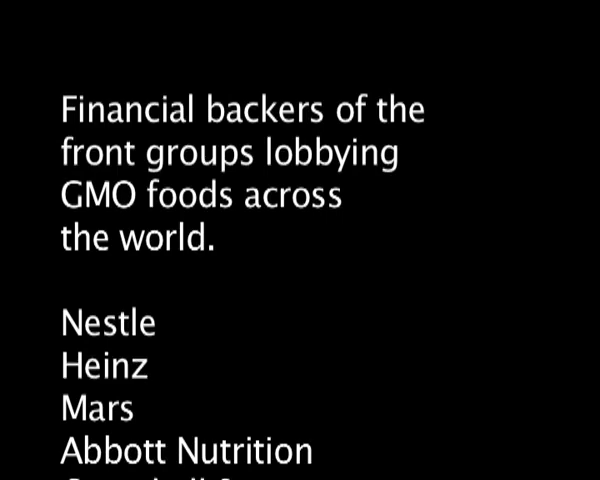 Financial backers of the
front groups lobbying
GMO foods across
the world.
Nestle
Heinz
Mars
Abbott Nutrition